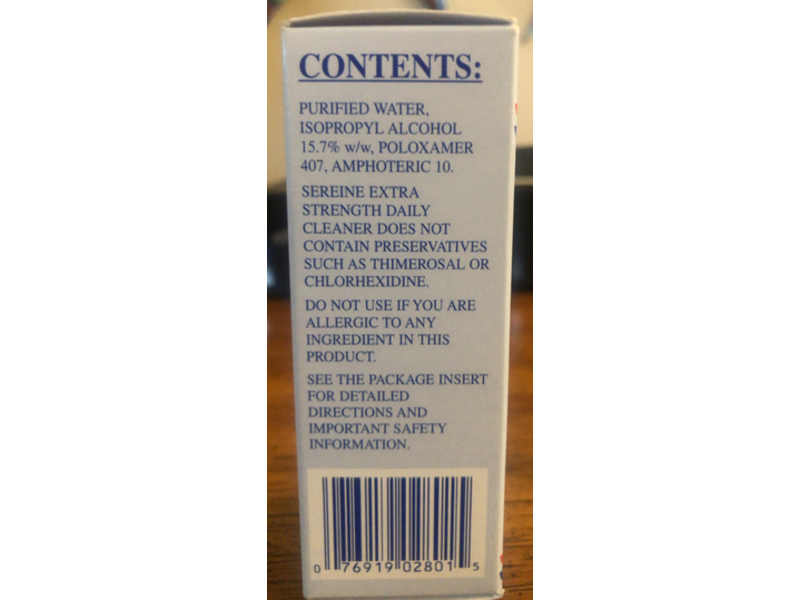 CONTENTS:
PURIFIED WATER,
ISOPROPYL ALCOHOL
15.7% w/w, POLOXAMER
407, AMPHOTERIC 10.
SEREINE EXTRA
STRENGTH DAILY
CLEANER DOES NOT
CONTAIN PRESERVATIVES
SUCH AS THIMEROSAL OR
CHLORHEXIDINE.
DO NOT USE IF YOU ARE
ALLERGIC TO ANY
INGREDIENT IN THIS
PRODUCT.
SEE THE PACKAGE INSERT
FOR DETAILED
DIRECTIONS AND
IMPORTANT SAFETY
INFORMATION.
0 76919 02801 5